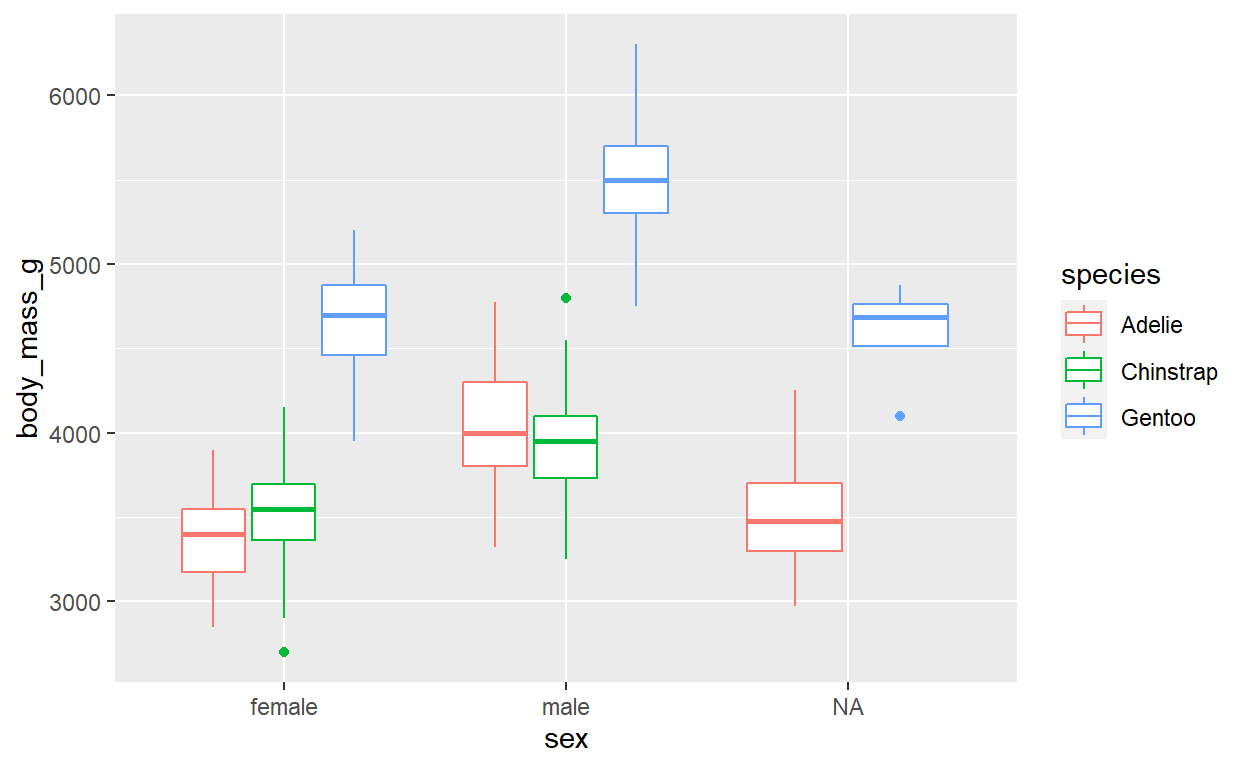 6000
5000
4000
3000
body_mass_g
female
male
NA
sex
species
Adelie
Chinstrap
Gentoo